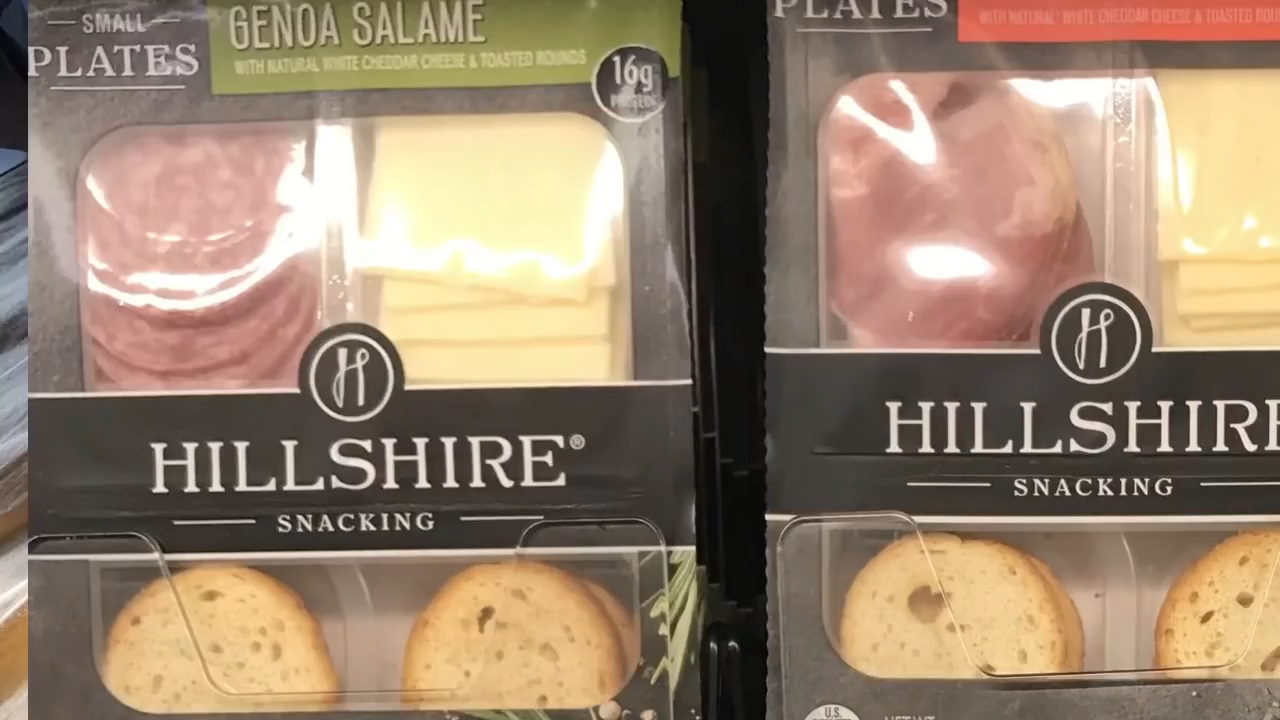 SMALL
PLATES
GENOA SALAME
WITH NATURAL WHITE CHEDDAR CHEESE & TOASTED ROUNDS
16g
PROTEIN
HILLSHIRE®
SNACKING
PLATES
WITH NATURAL WHITE CHEDDAR CHEESE & TOASTED
HILLSHIRE
SNACKING
U.S.